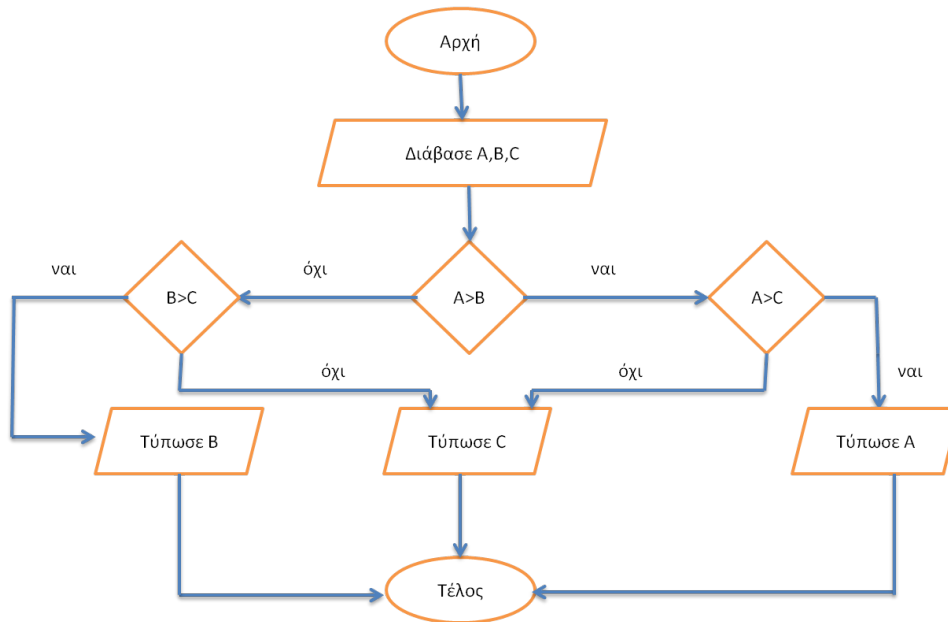 Αρχή
Διάβασε Α,Β,C
ναι
όχι
ναι
B>C
A>B
A>C
όχι
όχι
ναι
Τύπωσε Β
Τύπωσε C
Τύπωσε Α
Τέλος